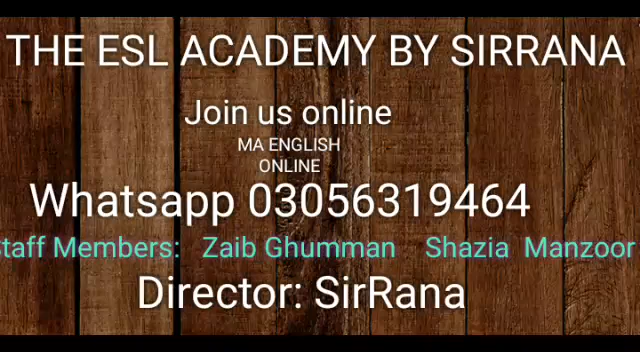 THE ESL ACADEMY BY SIRRANA
Join us online
MA ENGLISH
ONLINE
Whatsapp 03056319464
taff Members: Zaib Ghumman Shazia Manzoor
Director: SirRana